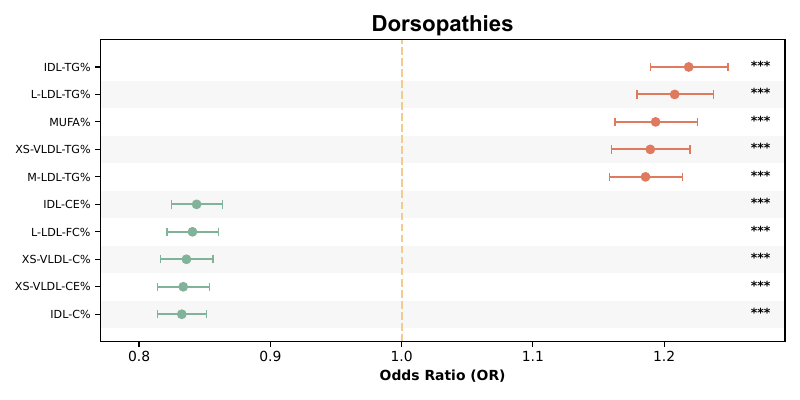 Dorsopathies
IDL-TG% ***
L-LDL-TG% ***
MUFA% ***
XS-VLDL-TG% ***
M-LDL-TG% ***
IDL-CE% ***
L-LDL-FC% ***
XS-VLDL-C% ***
XS-VLDL-CE% ***
IDL-C% ***
0.8 0.9 1.0 1.1 1.2
Odds Ratio (OR)